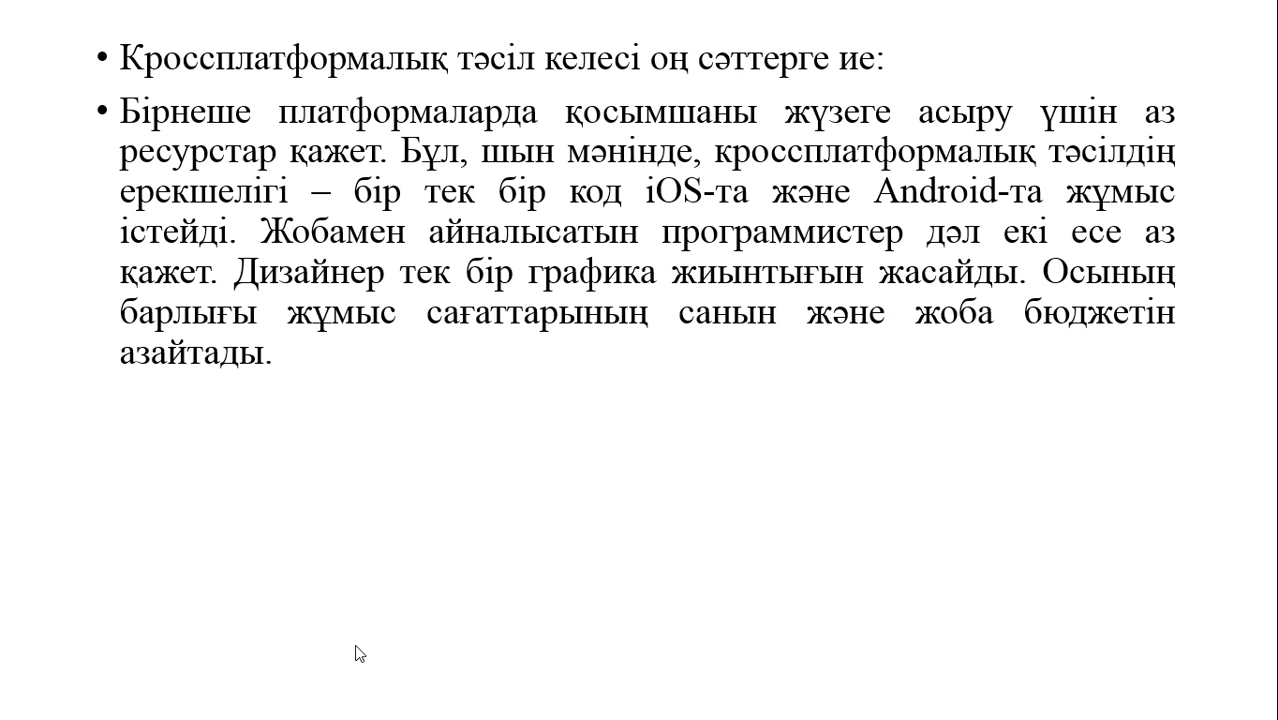 • Кроссплатформалық тәсіл келесі оң сәттерге ие:
• Бірнеше платформаларда қосымшаны жүзеге асыру үшін аз
ресурстар қажет. Бұл, шын мәнінде, кроссплатформалық тәсілдің
ерекшелігі – бір тек бір код iOS-та және Android-та жұмыс
істейді. Жобамен айналысатын программистер дәл екі есе аз
қажет. Дизайнер тек бір графика жиынтығын жасайды. Осының
барлығы жұмыс сағаттарының санын және жоба бюджетін
азайтады.